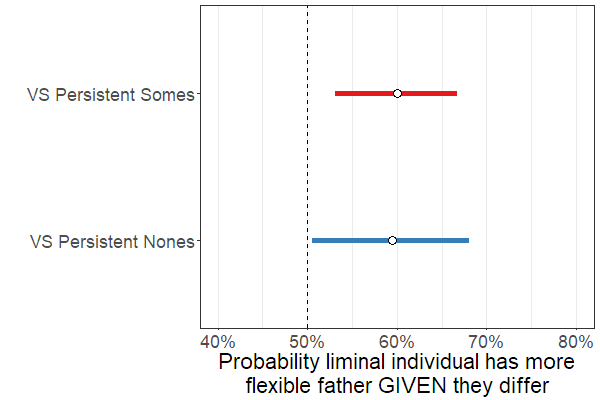 VS Persistent Somes
VS Persistent Nones
40% 50% 60% 70% 80%
Probability liminal individual has more
flexible father GIVEN they differ